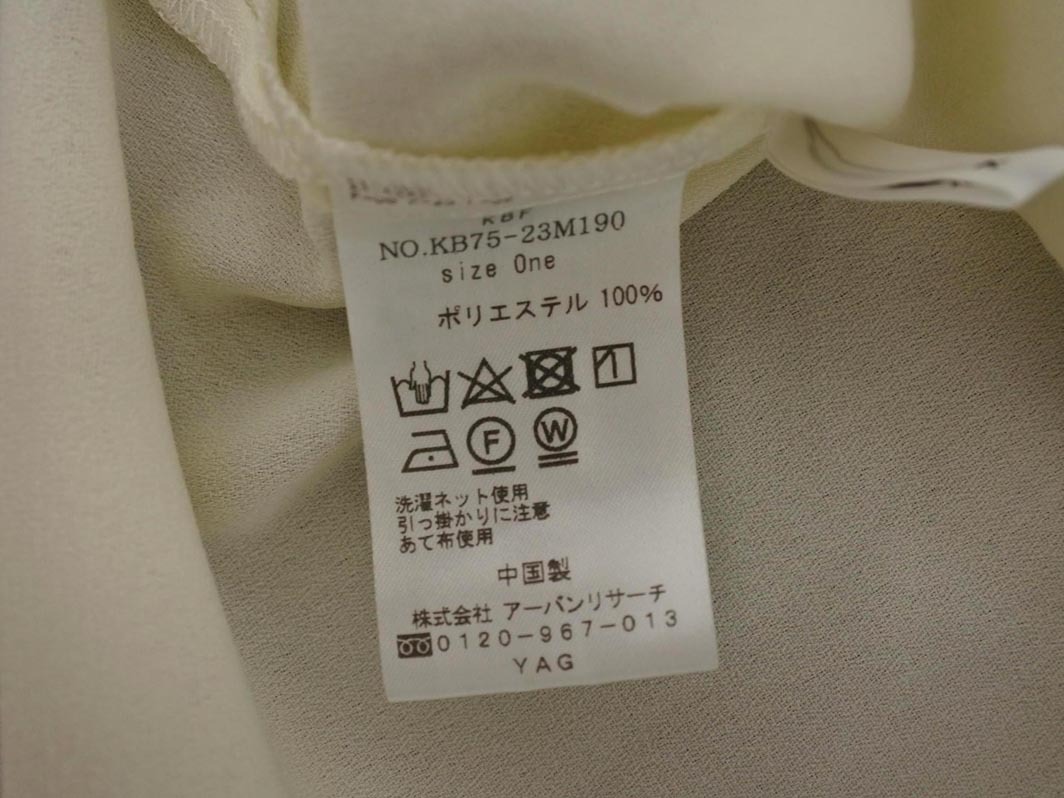 KBF
NO.KB75-23M190
size One
ポリエステル 100%
F W
洗濯ネット使用
引っ掛かりに注意
あて布使用
中国製
株式会社 アーバンリサーチ
0120-967-013
YAG